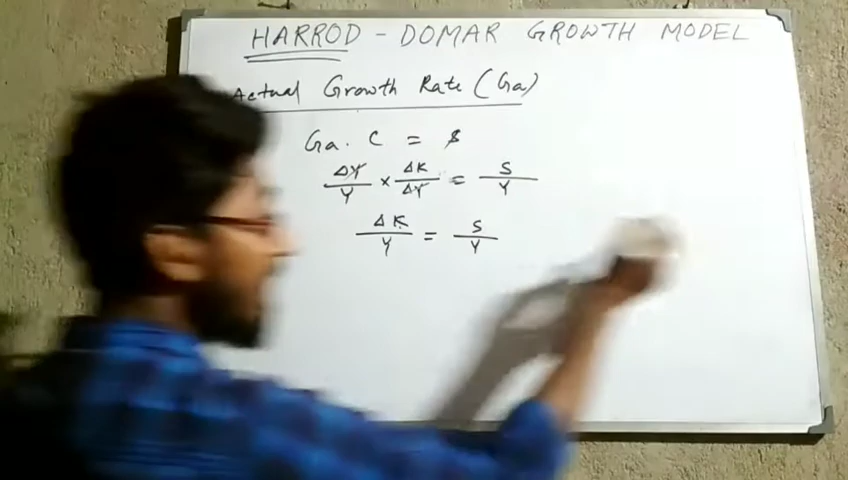 HARROD - DOMAR GROWTH MODEL
Actual Growth Rate (Ga)
Ga. C = s
ΔY/Y × ΔK/ΔY = S/Y
ΔK/Y = S/Y